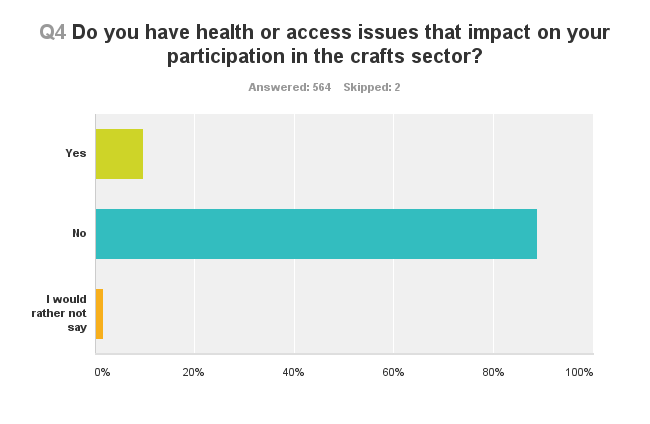 Q4 Do you have health or access issues that impact on your
participation in the crafts sector?
Answered: 564 Skipped: 2
Yes
No
I would
rather not
say
0% 20% 40% 60% 80% 100%